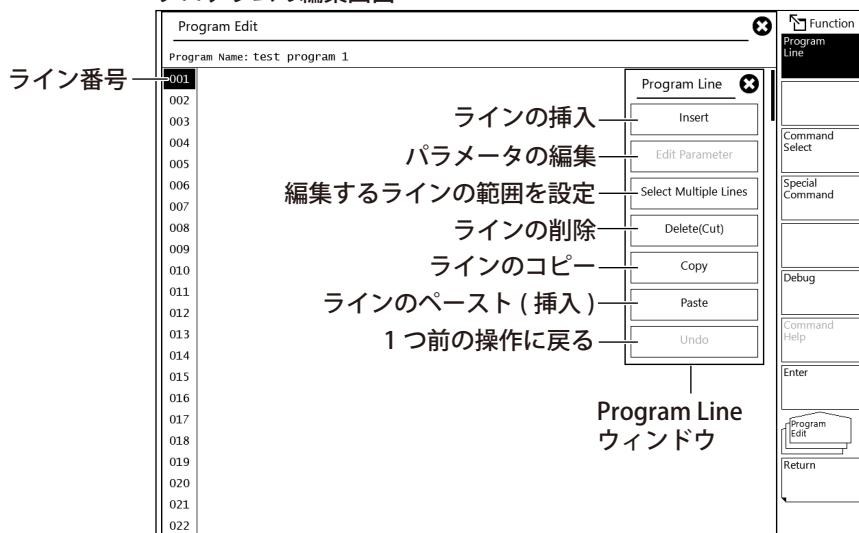 Program Edit
Program Name: test program 1
ライン番号
001
002
003
004
005
006
007
008
009
010
011
012
013
014
015
016
017
018
019
020
021
022
ラインの挿入
パラメータの編集
編集するラインの範囲を設定
ラインの削除
ラインのコピー
ラインのペースト ( 挿入 )
1 つ前の操作に戻る
Program Line
Insert
Edit Parameter
Select Multiple Lines
Delete(Cut)
Copy
Paste
Undo
Program Line
ウィンドウ
Function
Program
Line
Command
Select
Special
Command
Debug
Command
Help
Enter
Program
Edit
Return